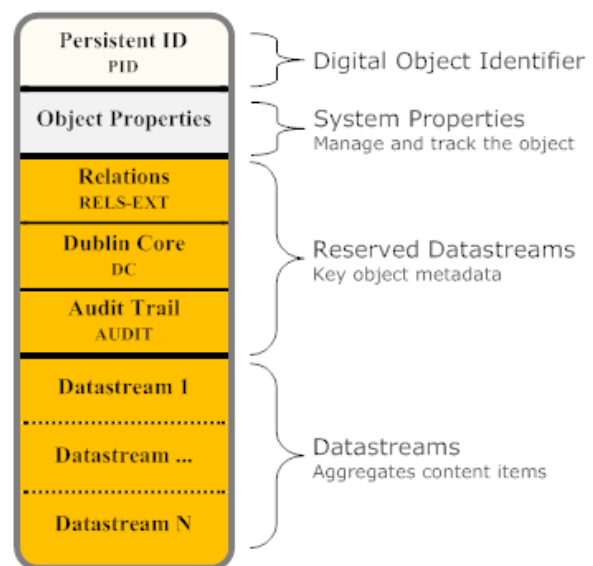 Persistent ID
PID
Digital Object Identifier
Object Properties
System Properties
Manage and track the object
Relations
RELS-EXT
Dublin Core
DC
Reserved Datastreams
Key object metadata
Audit Trail
AUDIT
Datastream 1
Datastream ...
Datastreams
Aggregates content items
Datastream N